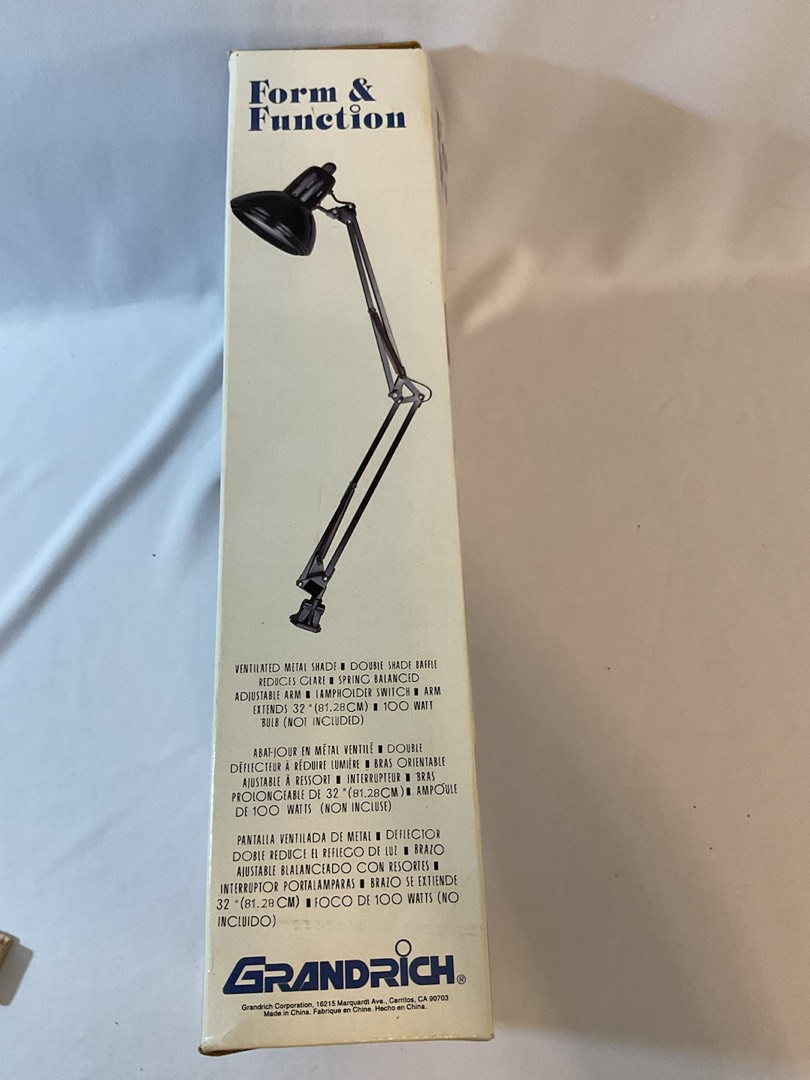 Form &
Function
VENTILATED METAL SHADE ▮ DOUBLE SHADE BAFFLE
REDUCES GLARE ▮ SPRING BALANCED
ADJUSTABLE ARM ▮ LAMPHOLDER SWITCH ▮ ARM
EXTENDS 32 "(81.28CM) ▮ 100 WATT
BULB (NOT INCLUDED)
ABAT-JOUR EN MÉTAL VENTILÉ ▮ DOUBLE
DÉFLECTEUR À RÉDUIRE LUMIÈRE ▮ BRAS ORIENTABLE
AJUSTABLE À RESSORT ▮ INTERRUPTEUR ▮ BRAS
PROLONGEABLE DE 32 "(81.28CM) ▮ AMPOULE
DE 100 WATTS (NON INCLUSE)
PANTALLA VENTILADA DE METAL ▮ DEFLECTOR
DOBLE REDUCE EL REFLEGO DE LUZ ▮ BRAZO
AJUSTABLE BLALANCEADO CON RESORTES ▮
INTERRUPTOR PORTALAMPARAS ▮ BRAZO SE EXTIENDE
32 "(81.28 CM) ▮ FOCO DE 100 WATTS (NO
INCLUIDO)
GRANDRICH®
Grandrich Corporation, 16215 Marquardt Ave., Cerritos, CA 90703
Made in China. Fabrique en Chine. Hecho en China.